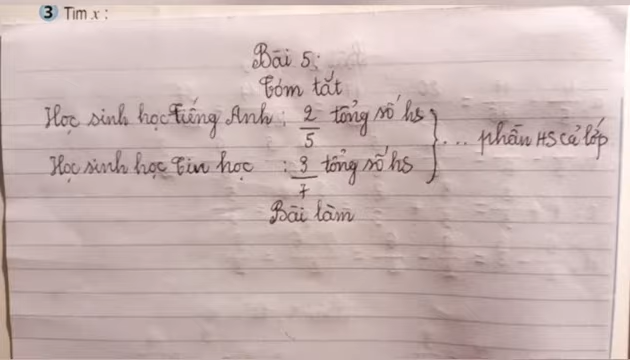 3 Tìm x :
Bài 5:
Tóm tắt
Học sinh học Tiếng Anh : 2/5 tổng số hs
Học sinh học Tin học : 3/7 tổng số hs
... phần HS cả lớp
Bài làm